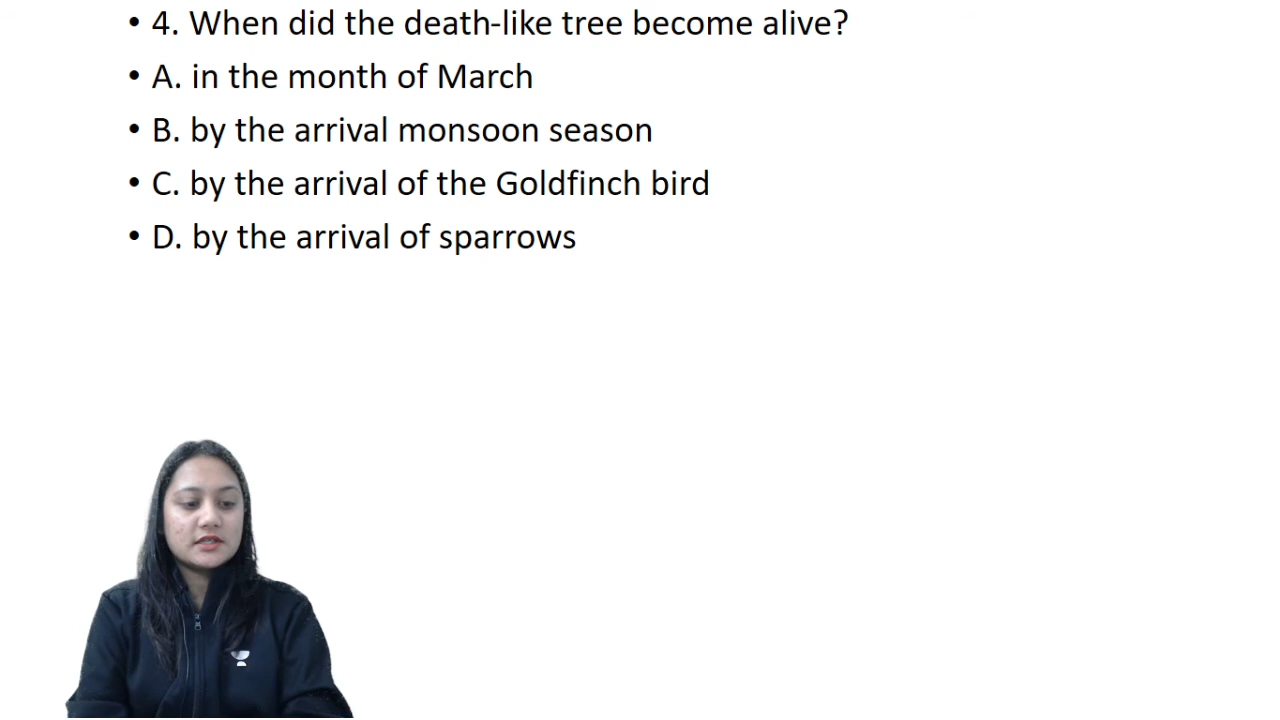 • 4. When did the death-like tree become alive?
• A. in the month of March
• B. by the arrival monsoon season
• C. by the arrival of the Goldfinch bird
• D. by the arrival of sparrows